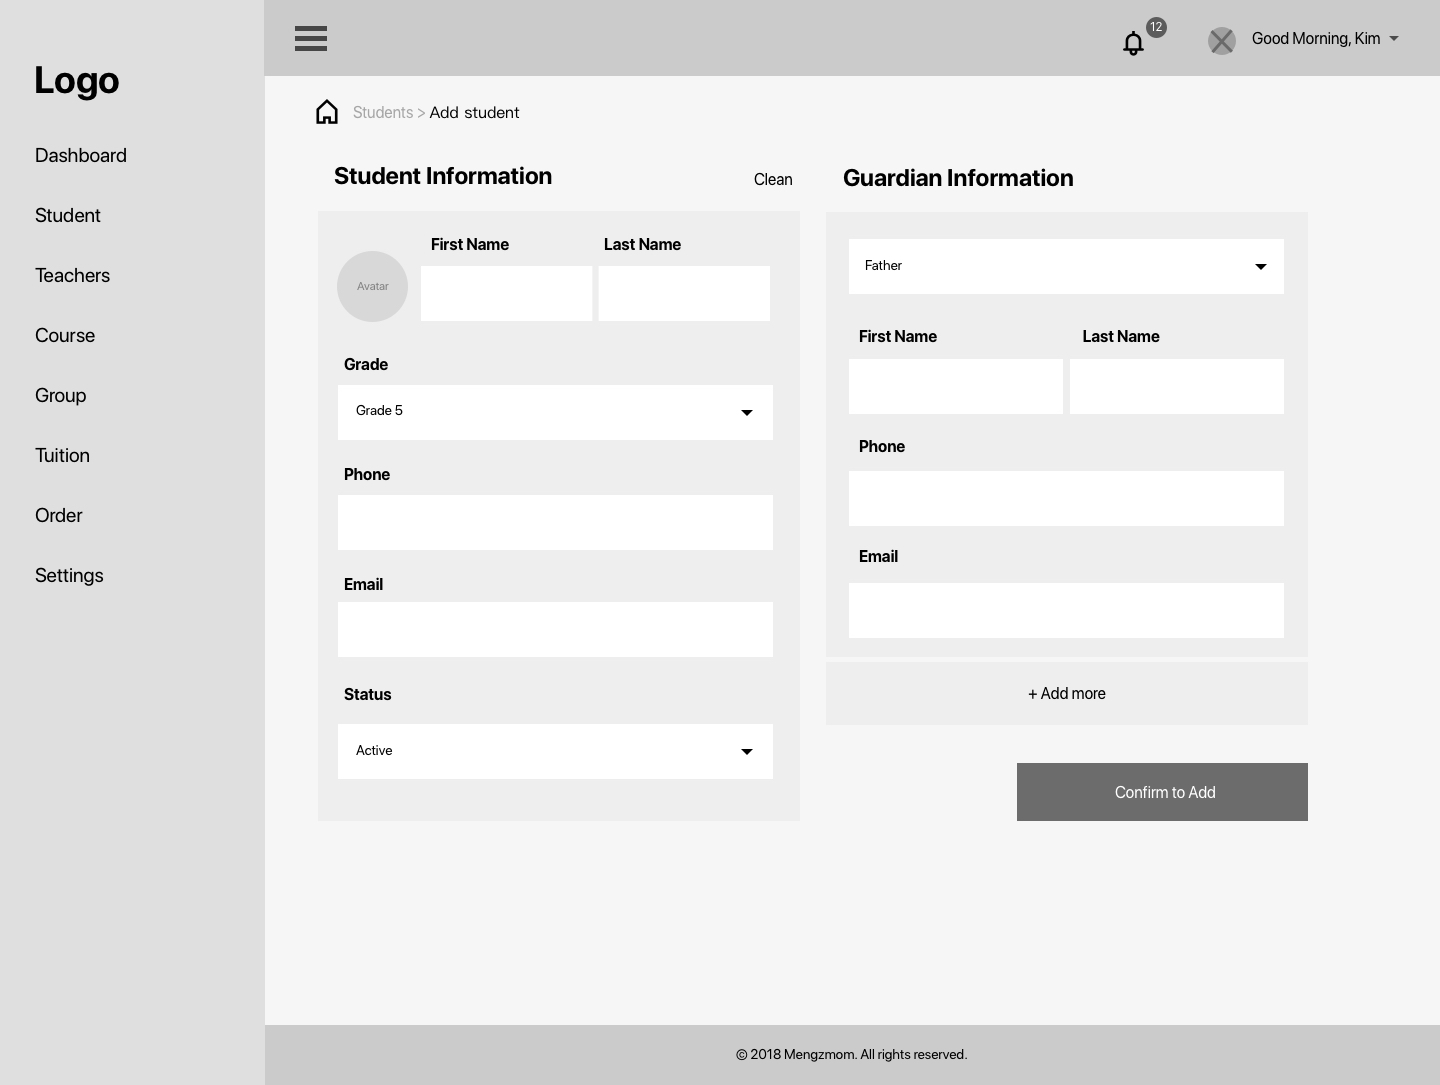 Logo
Dashboard
Student
Teachers
Course
Group
Tuition
Order
Settings
12
Good Morning, Kim
Students > Add student
Student Information
Clean
Avatar
First Name
Last Name
Grade
Grade 5
Phone
Email
Status
Active
Guardian Information
Father
First Name
Last Name
Phone
Email
+ Add more
Confirm to Add
© 2018 Mengzmom. All rights reserved.